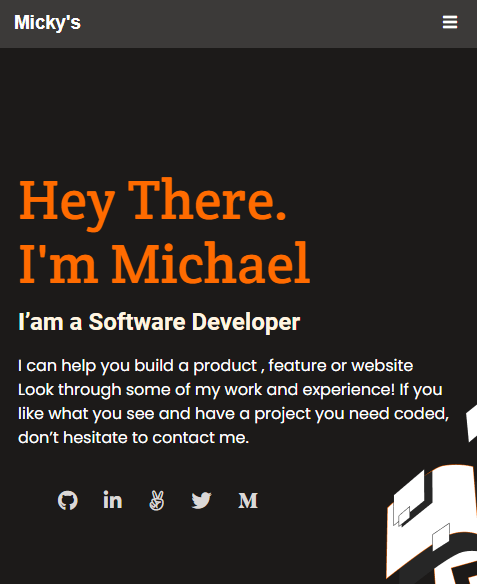 Micky's
Hey There.
I'm Michael
I’am a Software Developer
I can help you build a product , feature or website
Look through some of my work and experience! If you
like what you see and have a project you need coded,
don’t hesitate to contact me.